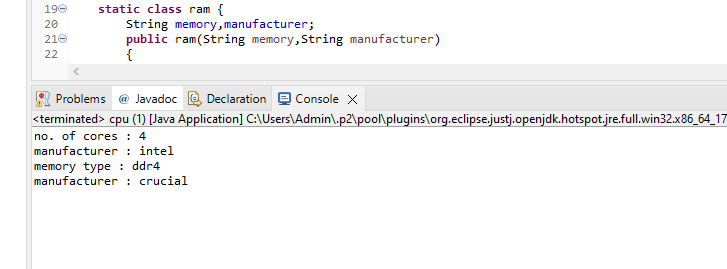 19 static class ram {
20 String memory,manufacturer;
21 public ram(String memory,String manufacturer)
22 {
Problems @ Javadoc Declaration Console
<terminated> cpu (1) [Java Application] C:\Users\Admin\.p2\pool\plugins\org.eclipse.justj.openjdk.hotspot.jre.full.win32.x86_64_17
no. of cores : 4
manufacturer : intel
memory type : ddr4
manufacturer : crucial